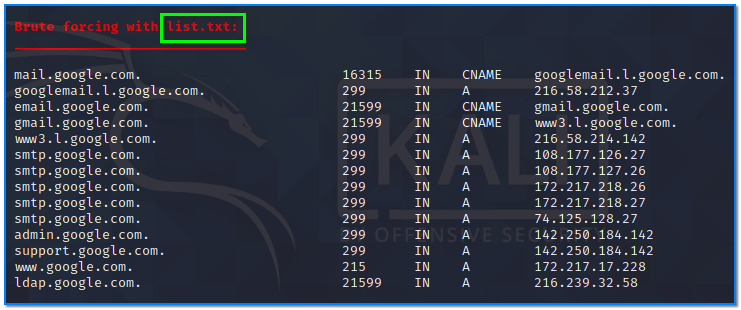 Brute forcing with list.txt:
mail.google.com. 16315 IN CNAME googlemail.l.google.com.
googlemail.l.google.com. 299 IN A 216.58.212.37
email.google.com. 21599 IN CNAME gmail.google.com.
gmail.google.com. 21599 IN CNAME www3.l.google.com.
www3.l.google.com. 299 IN A 216.58.214.142
smtp.google.com. 299 IN A 108.177.126.27
smtp.google.com. 299 IN A 108.177.127.26
smtp.google.com. 299 IN A 172.217.218.26
smtp.google.com. 299 IN A 172.217.218.27
smtp.google.com. 299 IN A 74.125.128.27
admin.google.com. 299 IN A 142.250.184.142
support.google.com. 299 IN A 142.250.184.142
www.google.com. 215 IN A 172.217.17.228
ldap.google.com. 21599 IN A 216.239.32.58
KALI
OFFENSIVE SECURITY